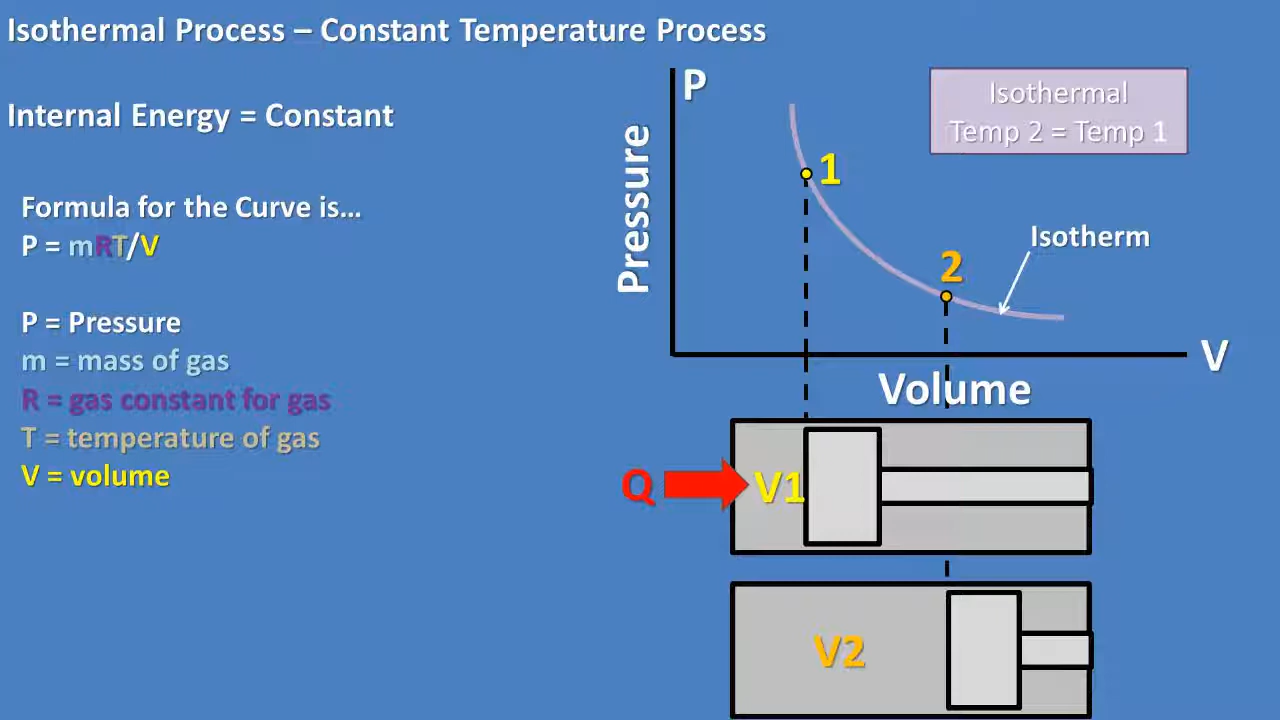 Isothermal Process – Constant Temperature Process
Internal Energy = Constant
Formula for the Curve is...
P = mRT/V
P = Pressure
m = mass of gas
R = gas constant for gas
T = temperature of gas
V = volume
P
Pressure
Isothermal
Temp 2 = Temp 1
1
2
Isotherm
V
Volume
Q
V1
V2